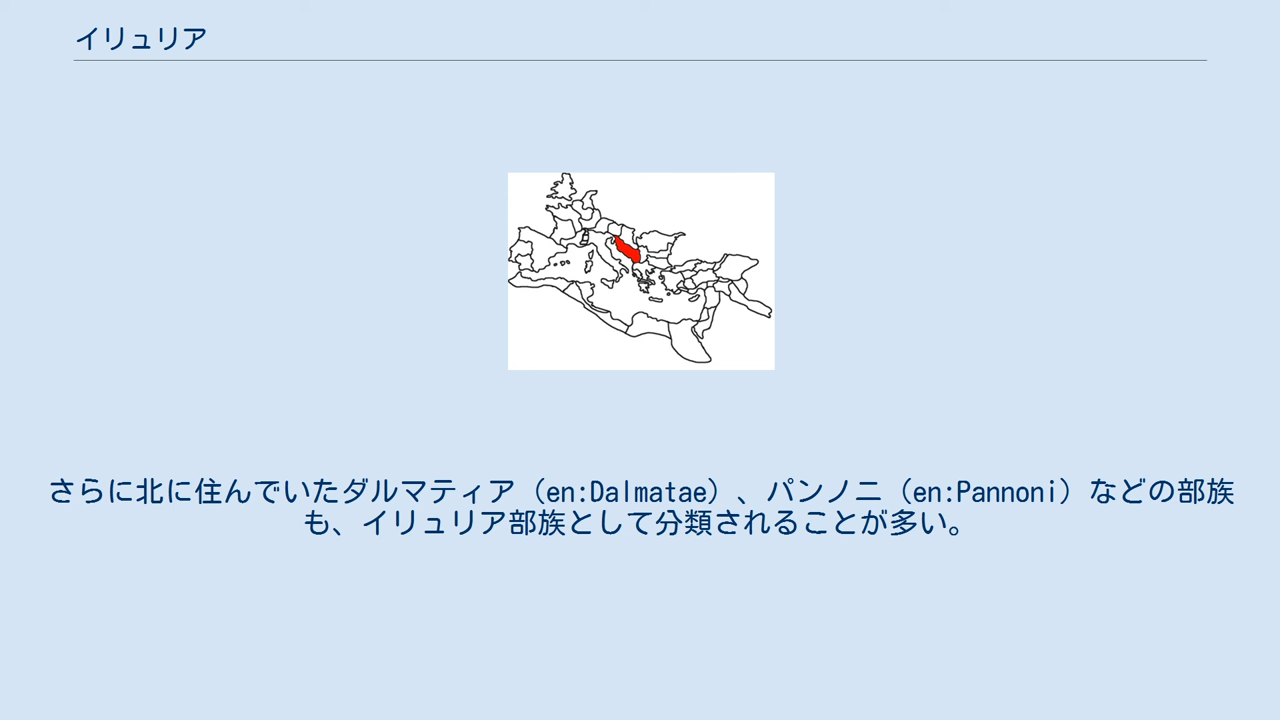 イリュリア
さらに北に住んでいたダルマティア（en:Dalmatae）、パンノニ（en:Pannoni）などの部族
も、イリュリア部族として分類されることが多い。